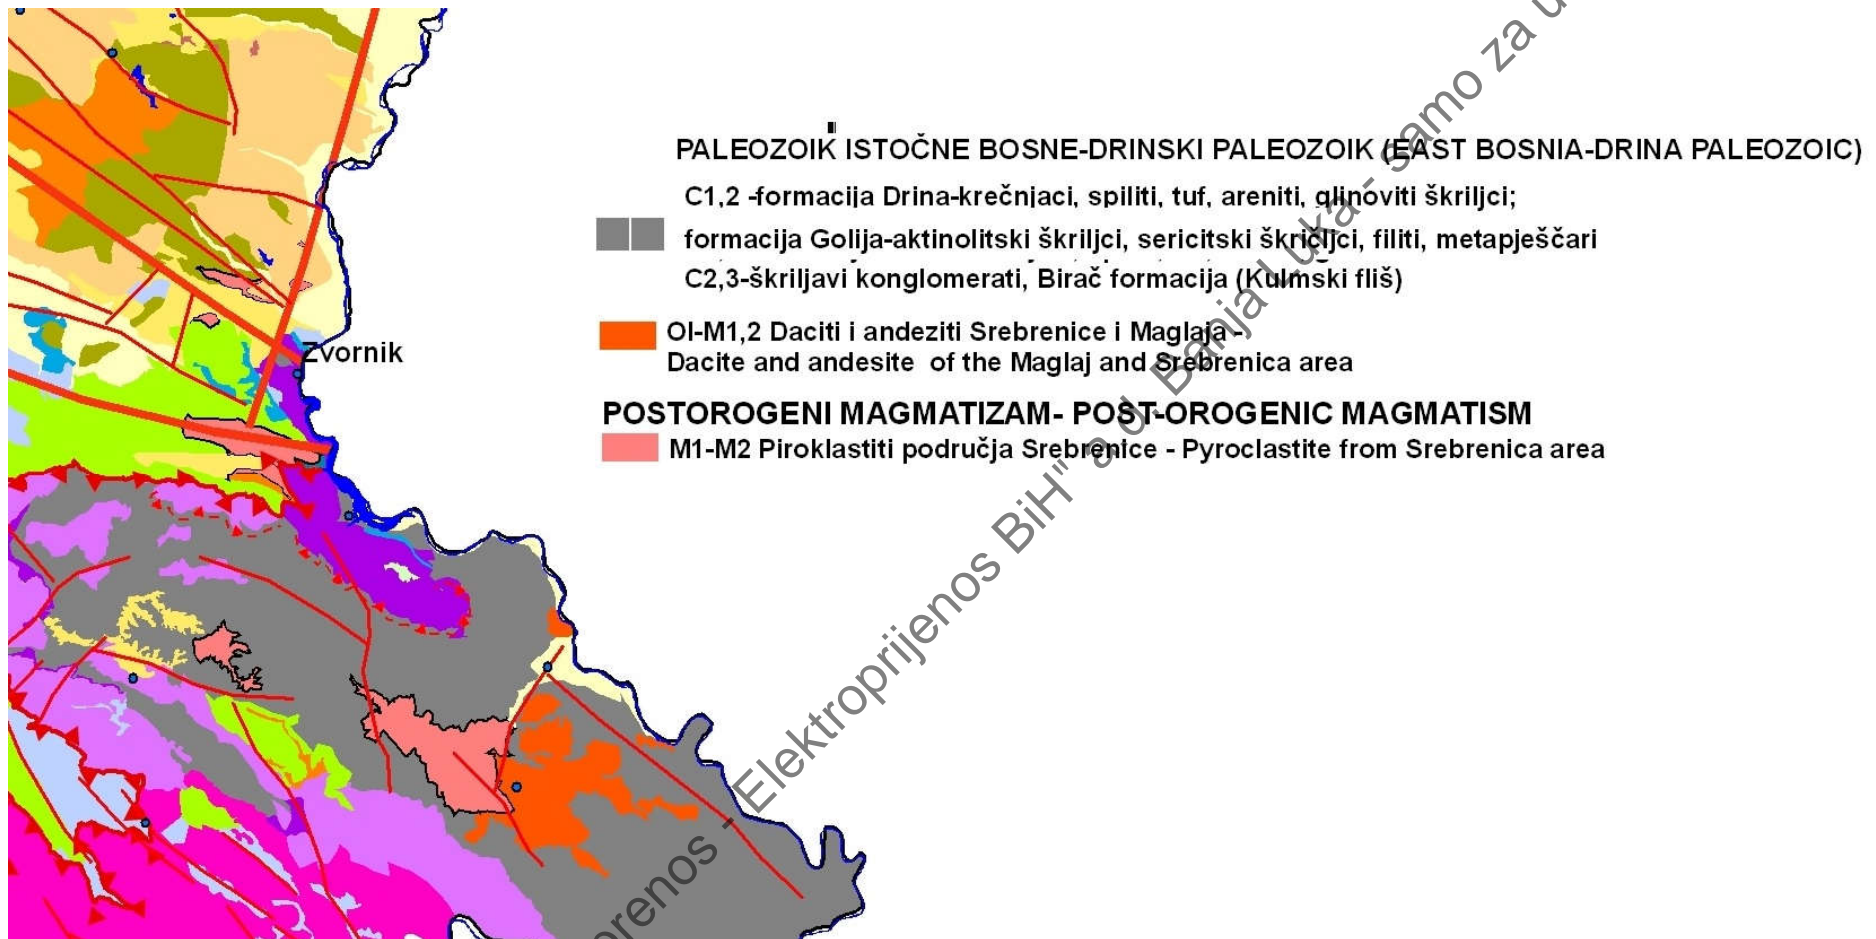 PALEOZOIK ISTOČNE BOSNE-DRINSKI PALEOZOIK (EAST BOSNIA-DRINA PALEOZOIC)
C1,2 -formacija Drina-krečnjaci, spiliti, tuf, areniti, glinoviti škriljci;
formacija Golija-aktinolitski škriljci, sericitski škriljci, filiti, metapješčari
C2,3-škriljavi konglomerati, Birač formacija (Kulmski fliš)
Zvornik
Ol-M1,2 Daciti i andeziti Srebrenice i Maglaja -
Dacite and andesite of the Maglaj and Srebrenica area
POSTOROGENI MAGMATIZAM- POST-OROGENIC MAGMATISM
M1-M2 Piroklastiti područja Srebrenice - Pyroclastite from Srebrenica area
- Elektroprijenos BiH" a.d. Banja Luka - samo za